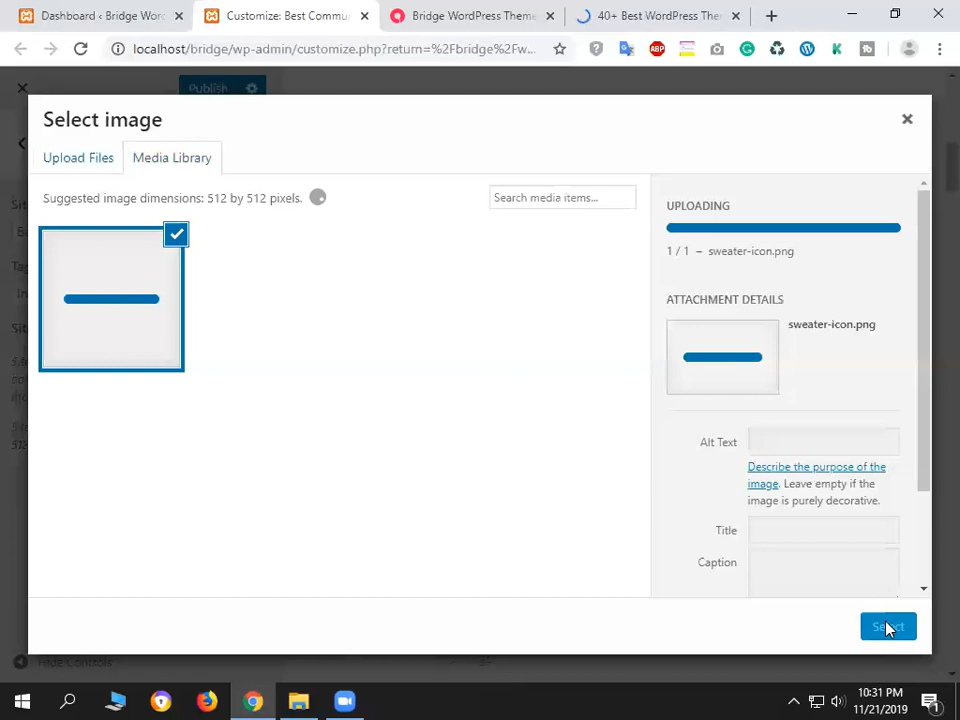 Dashboard ‹ Bridge Wor
Customize: Best Commu
Bridge WordPress Theme
40+ Best WordPress Ther
localhost/bridge/wp-admin/customize.php?return=%2Fbridge%2Fw...
ABP
Publish
Select image
Upload Files
Media Library
Suggested image dimensions: 512 by 512 pixels.
Search media items...
UPLOADING
1 / 1 – sweater-icon.png
ATTACHMENT DETAILS
sweater-icon.png
Alt Text
Describe the purpose of the
image. Leave empty if the
image is purely decorative.
Title
Caption
Select
Hide Controls
10:31 PM
11/21/2019